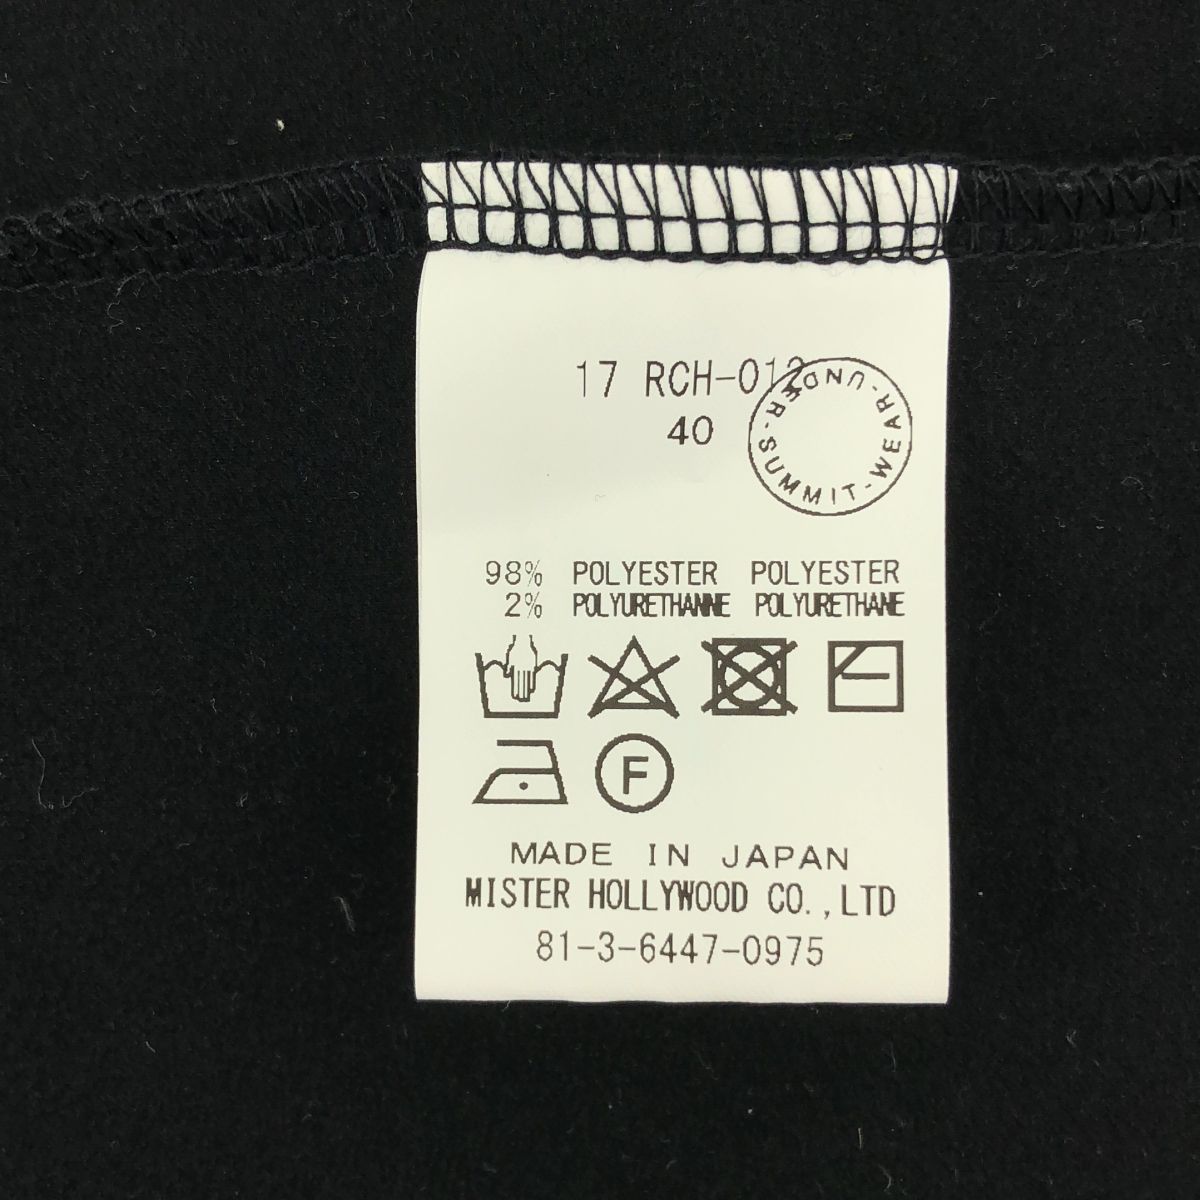 17 RCH-012
40
UNDER-SUMMIT-WEAR-
98% POLYESTER POLYESTER
2% POLYURETHANNE POLYURETHANE
F
MADE IN JAPAN
MISTER HOLLYWOOD CO.,LTD
81-3-6447-0975